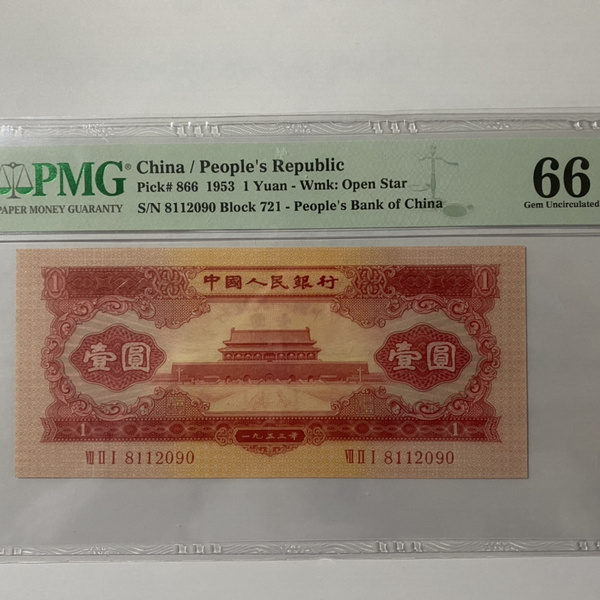 PMG®
PAPER MONEY GUARANTY
China / People's Republic
Pick# 866 1953 1 Yuan - Wmk: Open Star
S/N 8112090 Block 721 - People's Bank of China
66
Gem Uncirculated
1
中國人民銀行
1
壹圓
壹圓
1
一九五三年
1
VII II I 8112090
VII II I 8112090